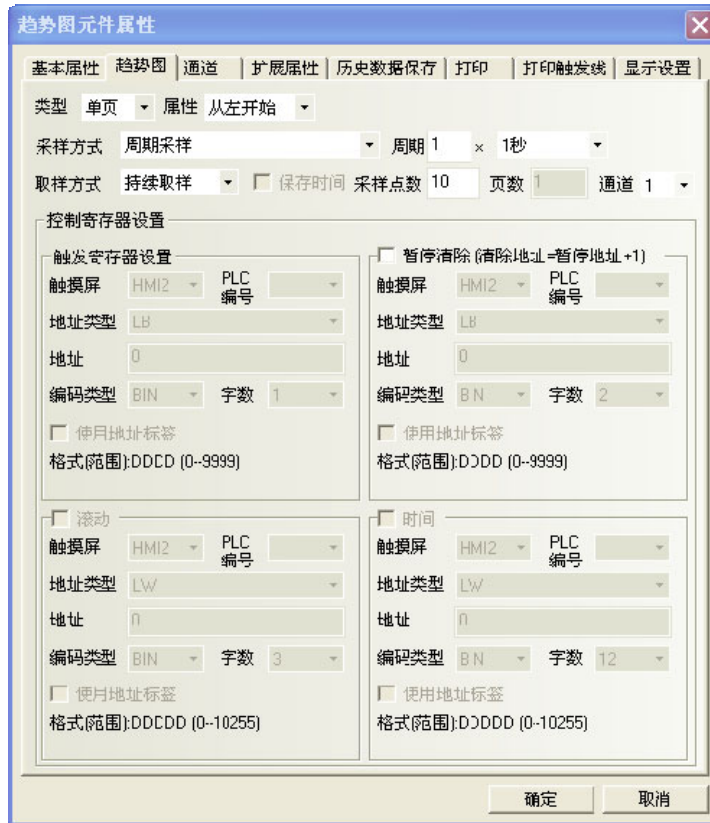 趋势图元件属性
基本属性 趋势图 通道 扩展属性 历史数据保存 打印 打印触发线 显示设置
类型 单页 属性 从左开始
采样方式 周期采样 周期 1 × 1秒
取样方式 持续取样 保存时间 采样点数 10 页数 1 通道 1
控制寄存器设置
触发寄存器设置
触摸屏 HMI2 PLC编号
地址类型 LB
地址 0
编码类型 BIN 字数 1
使用地址标签
格式(范围):DDDD (0--9999)
暂停清除 (清除地址=暂停地址+1)
触摸屏 HMI2 PLC编号
地址类型 LB
地址 0
编码类型 BIN 字数 2
使用地址标签
格式(范围):DDDD (0--9999)
滚动
触摸屏 HMI2 PLC编号
地址类型 LW
地址 0
编码类型 BIN 字数 3
使用地址标签
格式(范围):DDDDD (0--10255)
时间
触摸屏 HMI2 PLC编号
地址类型 LW
地址 0
编码类型 BIN 字数 12
使用地址标签
格式(范围):DDDDD (0--10255)
确定 取消